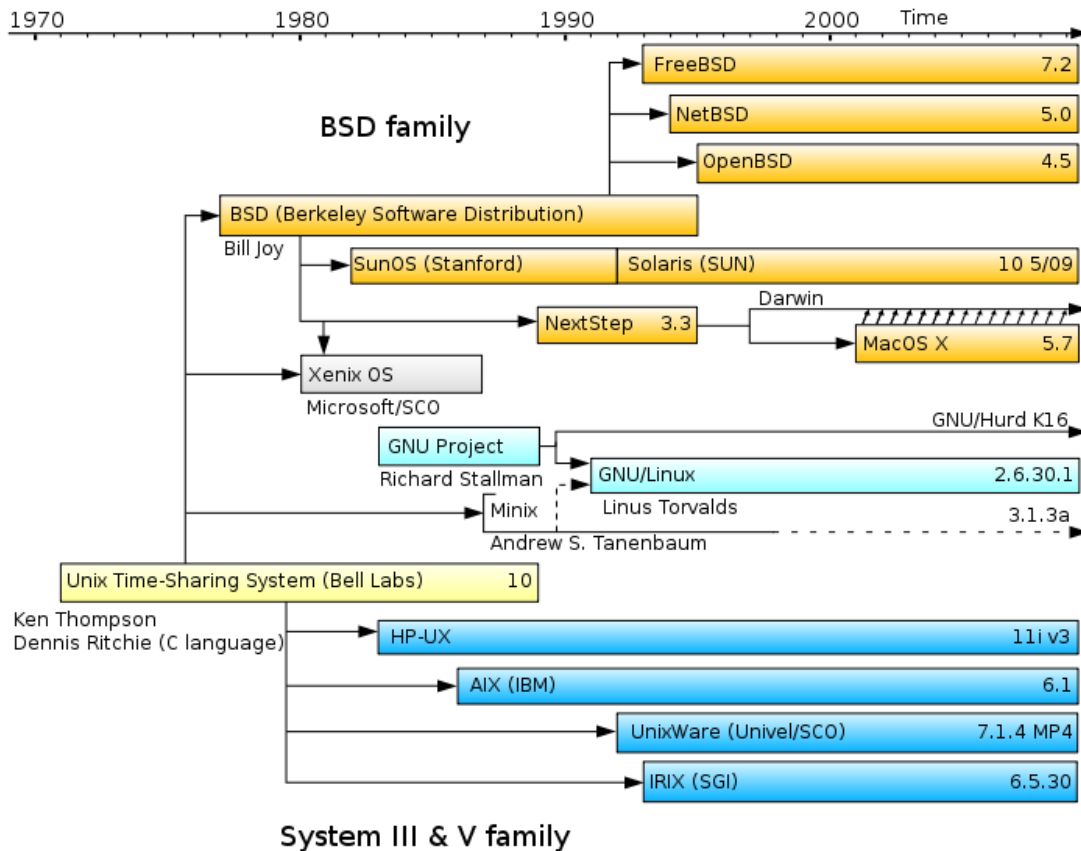 1970 1980 1990 2000 Time
FreeBSD 7.2
NetBSD 5.0
BSD family
OpenBSD 4.5
BSD (Berkeley Software Distribution)
Bill Joy
SunOS (Stanford) Solaris (SUN) 10 5/09
Darwin
NextStep 3.3
MacOS X 5.7
Xenix OS
Microsoft/SCO
GNU/Hurd K16
GNU Project
Richard Stallman
GNU/Linux 2.6.30.1
Linus Torvalds
Minix 3.1.3a
Andrew S. Tanenbaum
Unix Time-Sharing System (Bell Labs) 10
Ken Thompson
Dennis Ritchie (C language)
HP-UX 11i v3
AIX (IBM) 6.1
UnixWare (Univel/SCO) 7.1.4 MP4
IRIX (SGI) 6.5.30
System III & V family